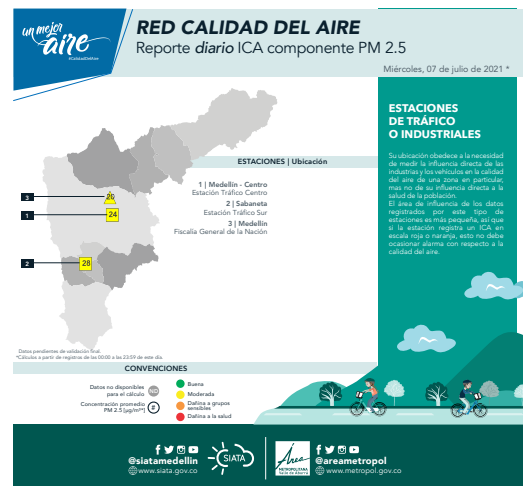 un mejor
aire
#CalidadDelAire
RED CALIDAD DEL AIRE
Reporte diario ICA componente PM 2.5
Miércoles, 07 de julio de 2021 *
ESTACIONES
DE TRÁFICO
O INDUSTRIALES
Su ubicación obedece a la necesidad
de medir la influencia directa de las
industrias y los vehículos en la calidad
del aire de una zona en particular,
mas no de su influencia directa a la
salud de la población.
El área de influencia de los datos
registrados por este tipo de
estaciones es más pequeña, así que
si la estación registra un ICA en
escala roja o naranja, esto no debe
ocasionar alarma con respecto a la
calidad del aire.
ESTACIONES | Ubicación
1 | Medellín - Centro
Estación Tráfico Centro
2 | Sabaneta
Estación Tráfico Sur
3 | Medellín
Fiscalía General de la Nación
3
20
1
24
2
28
Datos pendientes de validación final.
*Cálculos a partir de registros de las 00:00 a las 23:59 de este día.
CONVENCIONES
Datos no disponibles
para el cálculo
Concentración promedio
PM 2.5 [µg/m³]
#
Buena
Moderada
Dañina a grupos
sensibles
Dañina a la salud
@siatamedellin
www.siata.gov.co
SIATA
Área
METROPOLITANA
Valle de Aburrá
@areametropol
www.metropol.gov.co